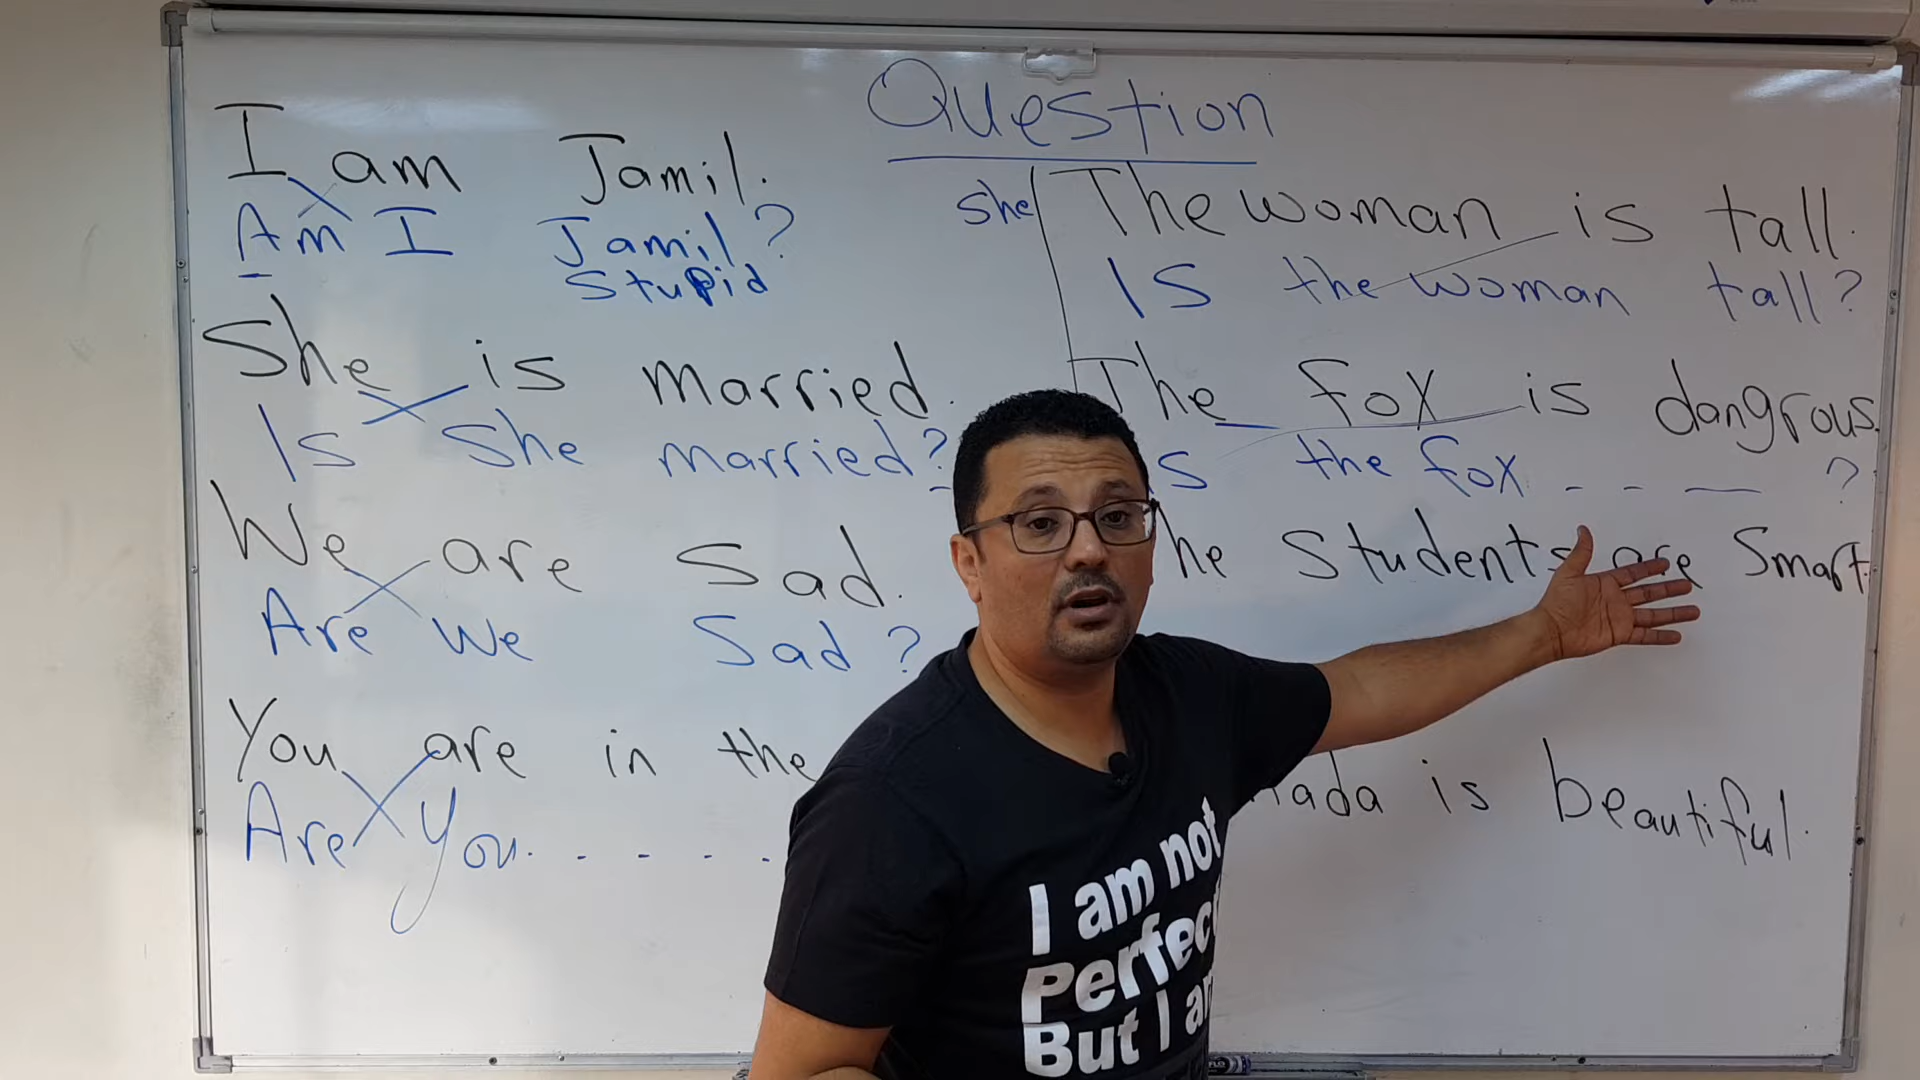 Question
I am Jamil.
Am I Jamil?
Stupid
She is married.
Is she married?
We are Sad.
Are We Sad?
You are in the
Are You. - - - -
she The woman is tall.
Is the woman tall?
The fox is dangrous.
the fox - - - ?
Students are Smart.
is beautiful.
I am not
Perfect
But I